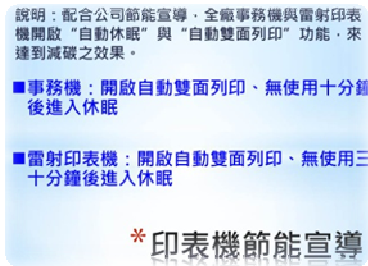 說明：配合公司節能宣導，全廠事務機與雷射印表
機開啟“自動休眠”與“自動雙面列印”功能，來
達到減碳之效果。
■事務機：開啟自動雙面列印、無使用十分鐘
後進入休眠
■雷射印表機：開啟自動雙面列印、無使用三
十分鐘後進入休眠
*印表機節能宣導